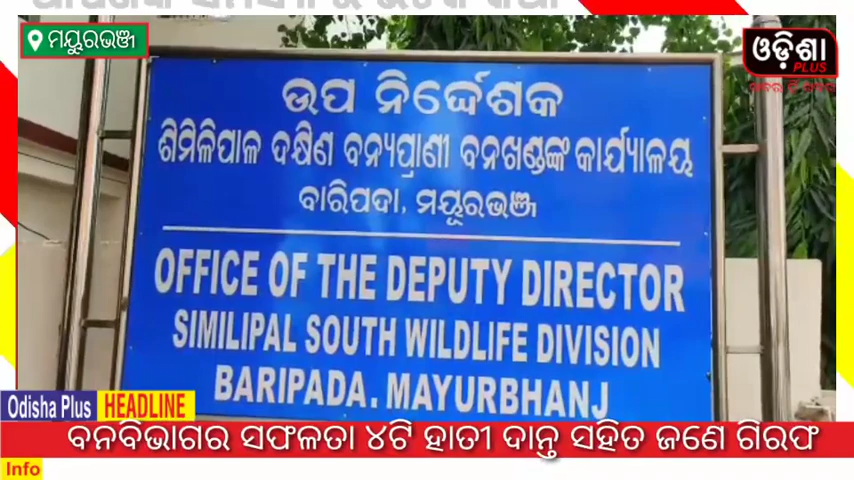 ମୟୁରଭଞ୍ଜ
ଓଡ଼ିଶା
PLUS
ଉପ ନିର୍ଦ୍ଦେଶକ
ଶିମିଳିପାଳ ଦକ୍ଷିଣ ବନ୍ୟପ୍ରାଣୀ ବନଖଣ୍ଡଙ୍କ କାର୍ଯ୍ୟାଳୟ
ବାରିପଦା, ମୟୂରଭଞ୍ଜ
OFFICE OF THE DEPUTY DIRECTOR
SIMILIPAL SOUTH WILDLIFE DIVISION
BARIPADA. MAYURBHANJ
Odisha Plus HEADLINE
ବନବିଭାଗର ସଫଳତା ୪ଟି ହାତୀ ଦାନ୍ତ ସହିତ ଜଣେ ଗିରଫ
Info